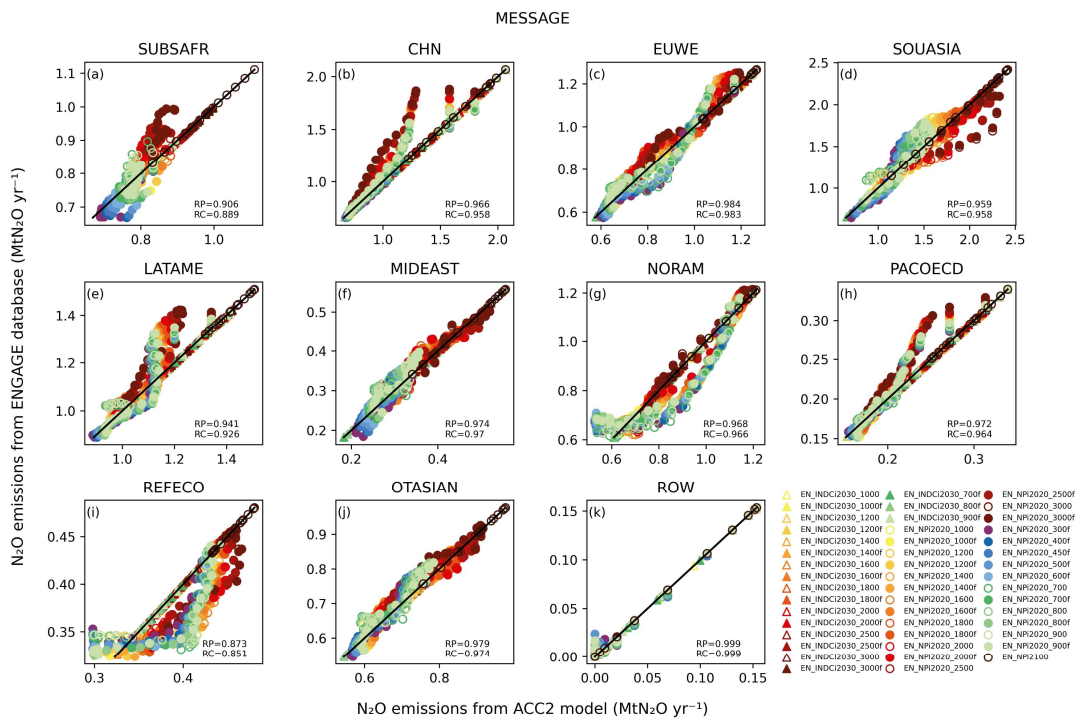 MESSAGE
SUBSAFR
CHN
EUWE
SOUASIA
(a)
(b)
(c)
(d)
1.1
1.0
0.9
0.8
0.7
2.0
1.5
1.0
1.2
1.0
0.8
0.6
2.5
2.0
1.5
1.0
RP=0.906
RC=0.889
RP=0.966
RC=0.958
RP=0.984
RC=0.983
RP=0.959
RC=0.958
0.8
1.0
1.0
1.5
2.0
0.6
0.8
1.0
1.2
1.0
1.5
2.0
2.5
LATAME
MIDEAST
NORAM
PACOECD
(e)
(f)
(g)
(h)
1.4
1.2
1.0
0.5
0.4
0.3
0.2
1.2
1.0
0.8
0.6
0.30
0.25
0.20
0.15
RP=0.941
RC=0.926
RP=0.974
RC=0.97
RP=0.968
RC=0.966
RP=0.972
RC=0.964
1.0
1.2
1.4
0.2
0.4
0.6
0.8
1.0
1.2
0.2
0.3
REFECO
OTASIAN
ROW
(i)
(j)
(k)
0.45
0.40
0.35
0.9
0.8
0.7
0.6
0.15
0.10
0.05
0.00
RP=0.873
RC=0.851
RP=0.979
RC=0.974
RP=0.999
RC=0.999
0.3
0.4
0.6
0.8
0.00
0.05
0.10
0.15
N₂O emissions from ENGAGE database (MtN₂O yr⁻¹)
N₂O emissions from ACC2 model (MtN₂O yr⁻¹)
EN_INDCi2030_1000
EN_INDCi2030_1000f
EN_INDCi2030_1200
EN_INDCi2030_1200f
EN_INDCi2030_1400
EN_INDCi2030_1400f
EN_INDCi2030_1600
EN_INDCi2030_1600f
EN_INDCi2030_1800
EN_INDCi2030_1800f
EN_INDCi2030_2000
EN_INDCi2030_2000f
EN_INDCi2030_2500
EN_INDCi2030_2500f
EN_INDCi2030_3000
EN_INDCi2030_3000f
EN_INDCi2030_700f
EN_INDCi2030_800f
EN_INDCi2030_900f
EN_NPi2020_1000
EN_NPi2020_1000f
EN_NPi2020_1200
EN_NPi2020_1200f
EN_NPi2020_1400
EN_NPi2020_1400f
EN_NPi2020_1600
EN_NPi2020_1600f
EN_NPi2020_1800
EN_NPi2020_1800f
EN_NPi2020_2000
EN_NPi2020_2000f
EN_NPi2020_2500
EN_NPi2020_2500f
EN_NPi2020_3000
EN_NPi2020_3000f
EN_NPi2020_300f
EN_NPi2020_400f
EN_NPi2020_450f
EN_NPi2020_500f
EN_NPi2020_600f
EN_NPi2020_700
EN_NPi2020_700f
EN_NPi2020_800
EN_NPi2020_800f
EN_NPi2020_900
EN_NPi2020_900f
EN_NPi2100